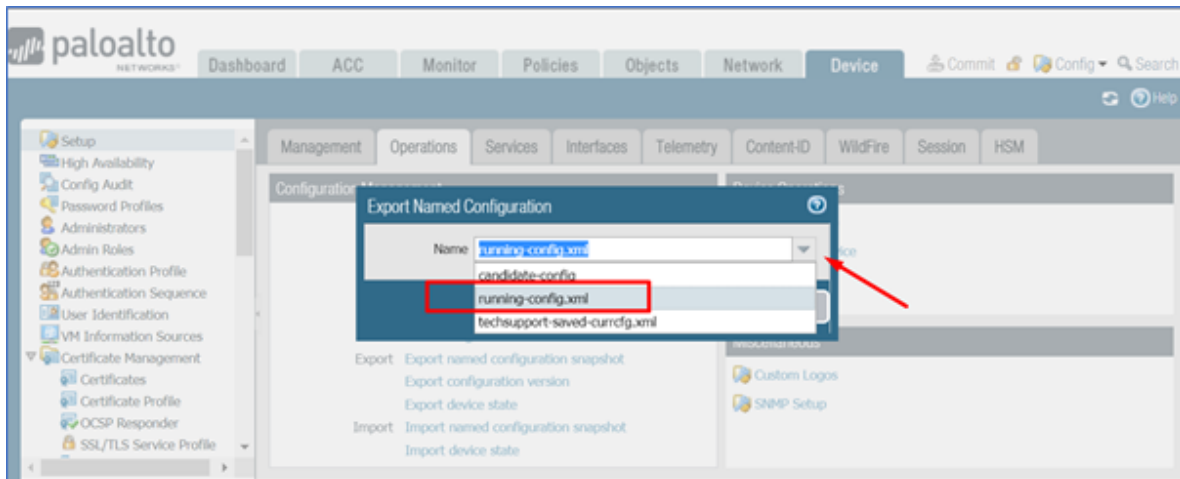 paloalto
NETWORKS
Dashboard ACC Monitor Policies Objects Network Device Commit Config Search
Help
Setup
High Availability
Config Audit
Password Profiles
Administrators
Admin Roles
Authentication Profile
Authentication Sequence
User Identification
VM Information Sources
Certificate Management
Certificates
Certificate Profile
OCSP Responder
SSL/TLS Service Profile
Management Operations Services Interfaces Telemetry Content-ID WildFire Session HSM
Configuration
Export Named Configuration
Name running-config.xml
candidate-config
running-config.xml
techsupport-saved-currcfg.xml
Export Export named configuration snapshot
Export configuration version
Export device state
Import Import named configuration snapshot
Import device state
Miscellaneous
Custom Logos
SNMP Setup